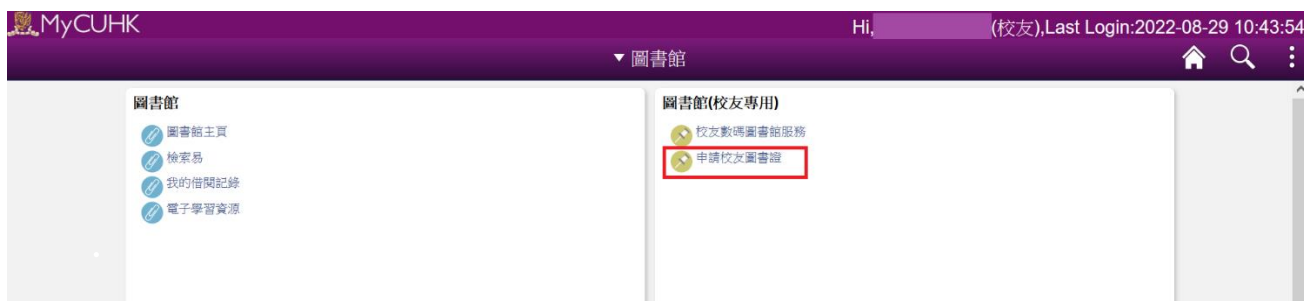 MyCUHK
Hi, (校友),Last Login:2022-08-29 10:43:54
▼ 圖書館
圖書館
圖書館主頁
檢索易
我的借閱記錄
電子學習資源
圖書館(校友專用)
校友數碼圖書館服務
申請校友圖書證